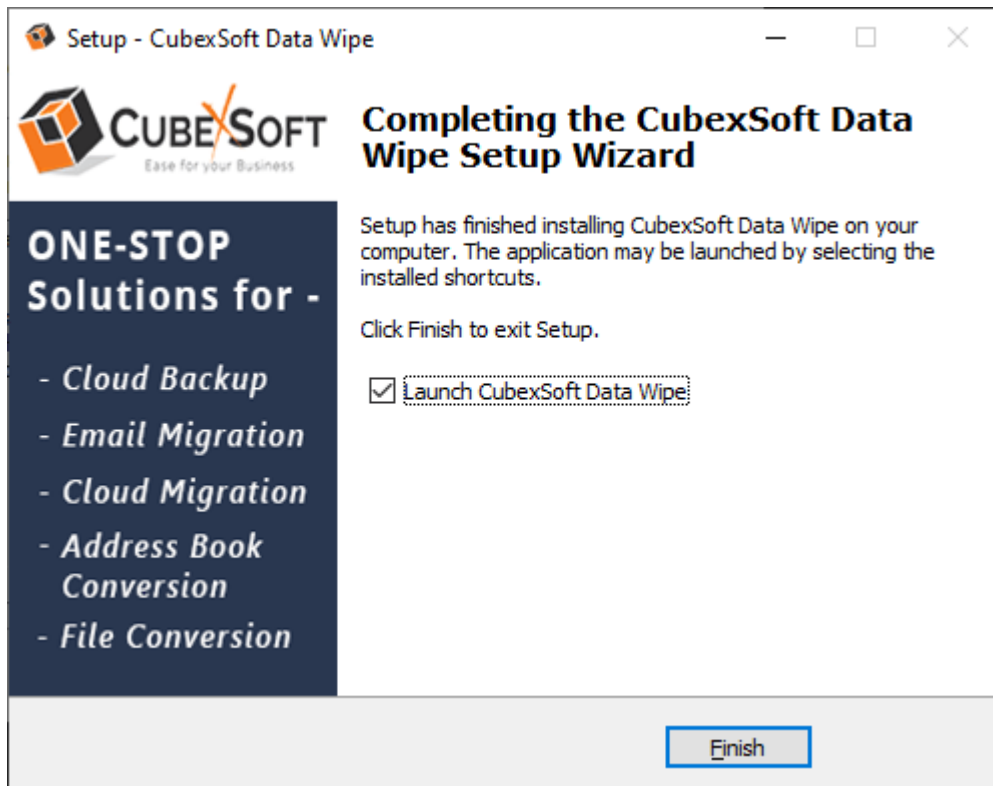 Setup - CubexSoft Data Wipe
CUBEXSOFT
Ease for your Business
Completing the CubexSoft Data
Wipe Setup Wizard
ONE-STOP
Solutions for -
- Cloud Backup
- Email Migration
- Cloud Migration
- Address Book
Conversion
- File Conversion
Setup has finished installing CubexSoft Data Wipe on your
computer. The application may be launched by selecting the
installed shortcuts.
Click Finish to exit Setup.
Launch CubexSoft Data Wipe
Finish